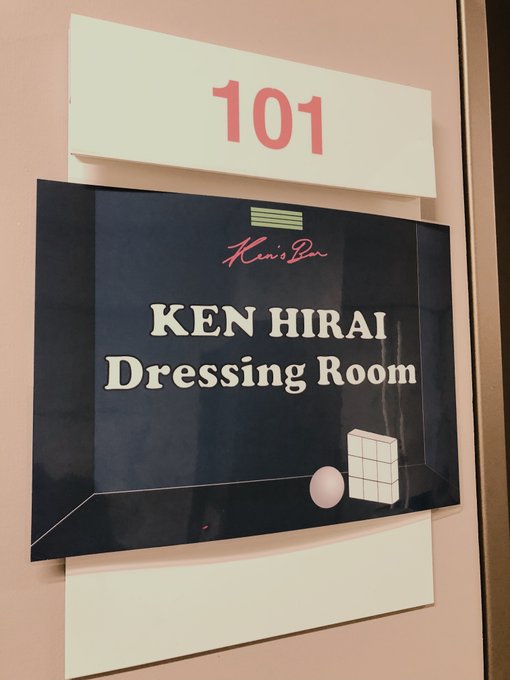 101
Ken's Bar
KEN HIRAI
Dressing Room